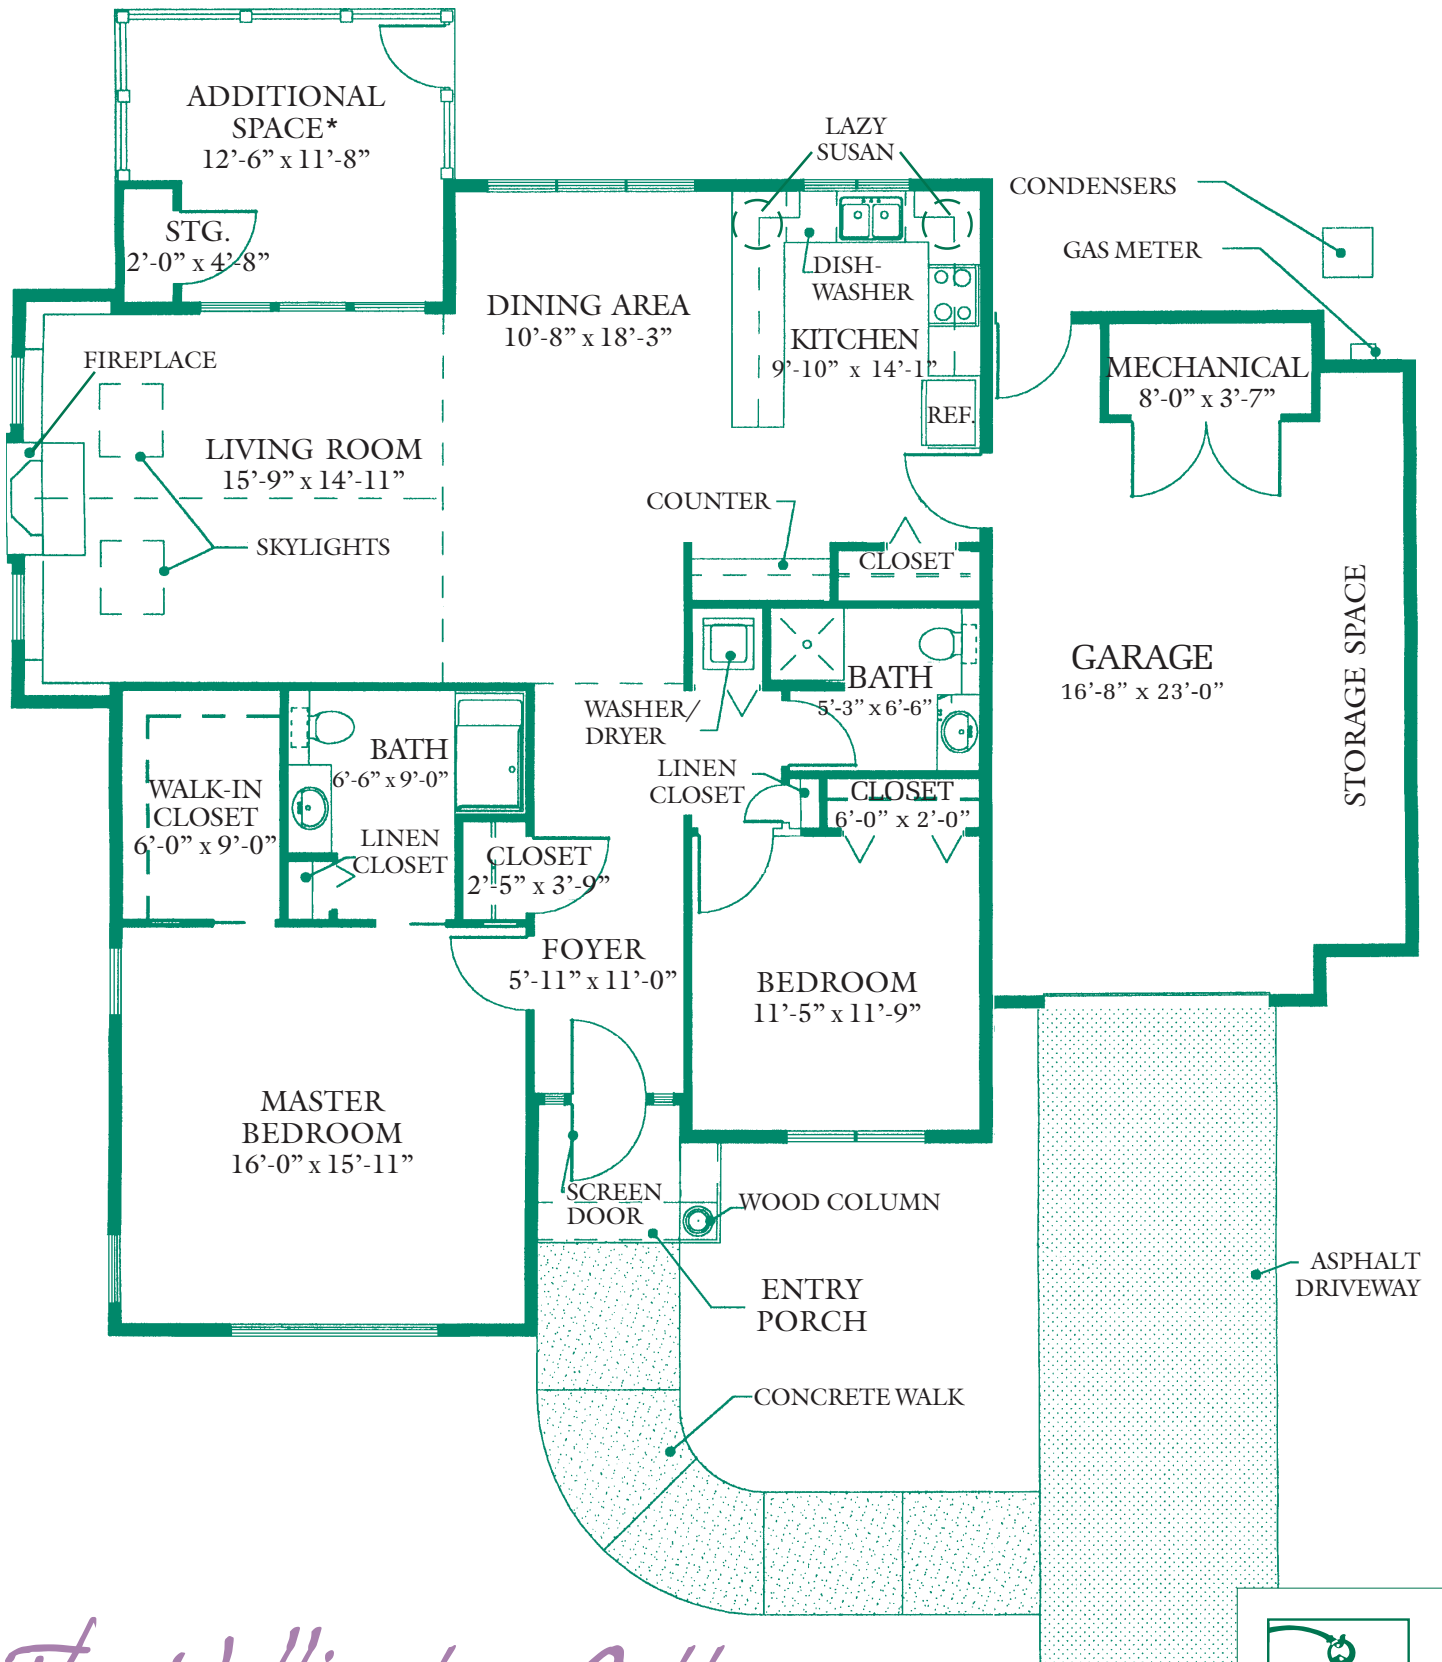 ADDITIONAL
SPACE*
12’-6” x 11’-8”
LAZY
SUSAN
CONDENSERS
STG.
2’-0” x 4’-8”
GAS METER
DISH-
WASHER
DINING AREA
10’-8” x 18’-3”
KITCHEN
9’-10” x 14’-1”
FIREPLACE
MECHANICAL
8’-0” x 3’-7”
REF.
LIVING ROOM
15’-9” x 14’-11”
COUNTER
SKYLIGHTS
CLOSET
STORAGE SPACE
GARAGE
16’-8” x 23’-0”
BATH
5’-3” x 6’-6”
WASHER/
DRYER
BATH
6’-6” x 9’-0”
LINEN
CLOSET
WALK-IN
CLOSET
6’-0” x 9’-0”
CLOSET
6’-0” x 2’-0”
LINEN
CLOSET
CLOSET
2’-5” x 3’-9”
FOYER
5’-11” x 11’-0”
BEDROOM
11’-5” x 11’-9”
MASTER
BEDROOM
16’-0” x 15’-11”
SCREEN
DOOR
WOOD COLUMN
ENTRY
PORCH
ASPHALT
DRIVEWAY
CONCRETE WALK